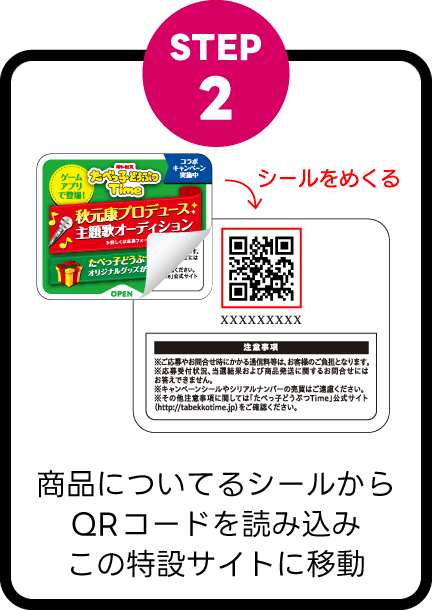 STEP
2
ゲーム
アプリ
で登場!
ギンビス
たべっ子どうぶつ
Time
コラボ
キャンペーン
実施中
シールをめくる
秋元康プロデュース
主題歌オーディション
たべっ子どうぶつ
オリジナルグッズが
公式サイト
OPEN
XXXXXXXXX
注意事項
※ご応募やお問合せ時にかかる通信料等は、お客様のご負担となります。
※応募受付状況、当選結果および商品発送に関するお問合せには
お答えできません。
※キャンペーンシールやシリアルナンバーの売買はご遠慮ください。
※その他注意事項に関しては「たべっ子どうぶつTime」公式サイト
(http://tabekkotime.jp)をご確認ください。
商品についてるシールから
QRコードを読み込み
この特設サイトに移動